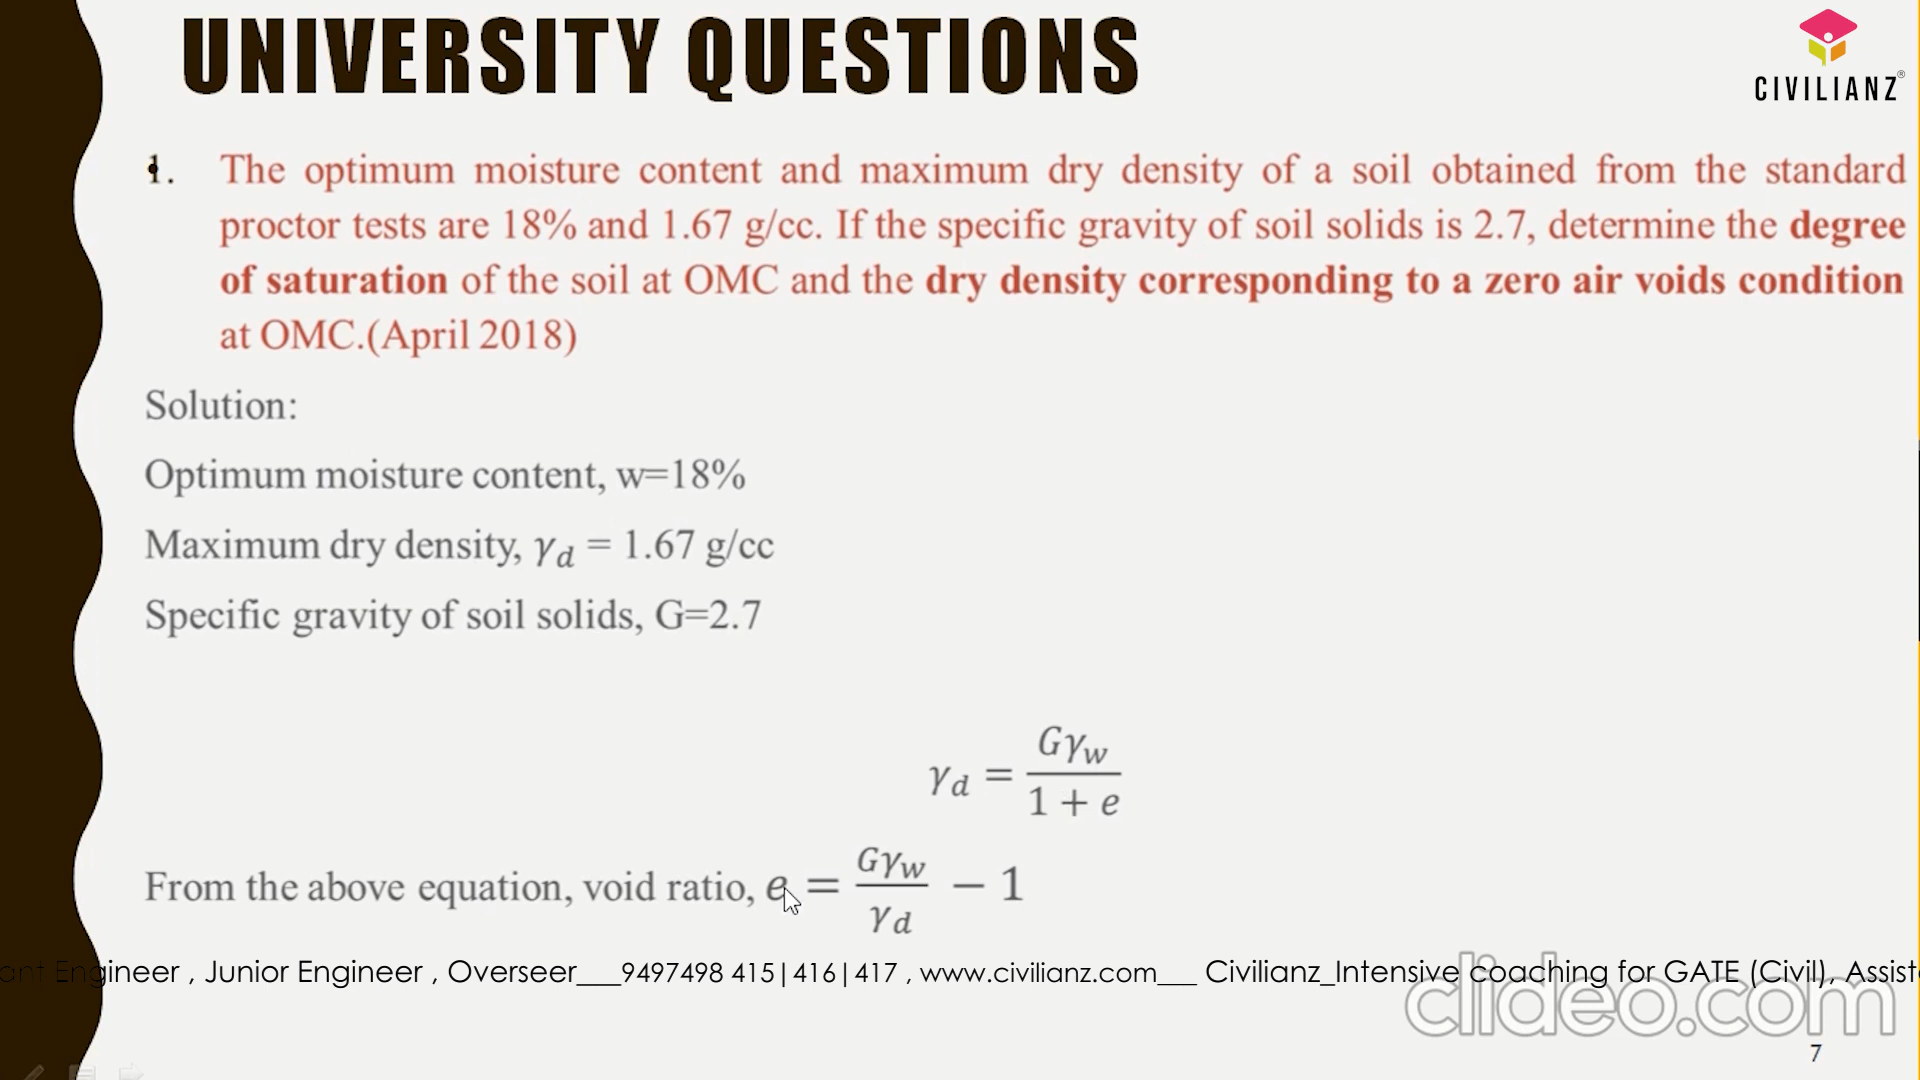 UNIVERSITY QUESTIONS
CIVILIANZ®
1. The optimum moisture content and maximum dry density of a soil obtained from the standard
proctor tests are 18% and 1.67 g/cc. If the specific gravity of soil solids is 2.7, determine the degree
of saturation of the soil at OMC and the dry density corresponding to a zero air voids condition
at OMC.(April 2018)
Solution:
Optimum moisture content, w=18%
Maximum dry density, γd = 1.67 g/cc
Specific gravity of soil solids, G=2.7
γd = Gγw / (1 + e)
From the above equation, void ratio, e = Gγw / γd − 1
ant Engineer , Junior Engineer , Overseer___9497498 415|416|417 , www.civilianz.com___ Civilianz_Intensive coaching for GATE (Civil), Assist
clideo.com
7